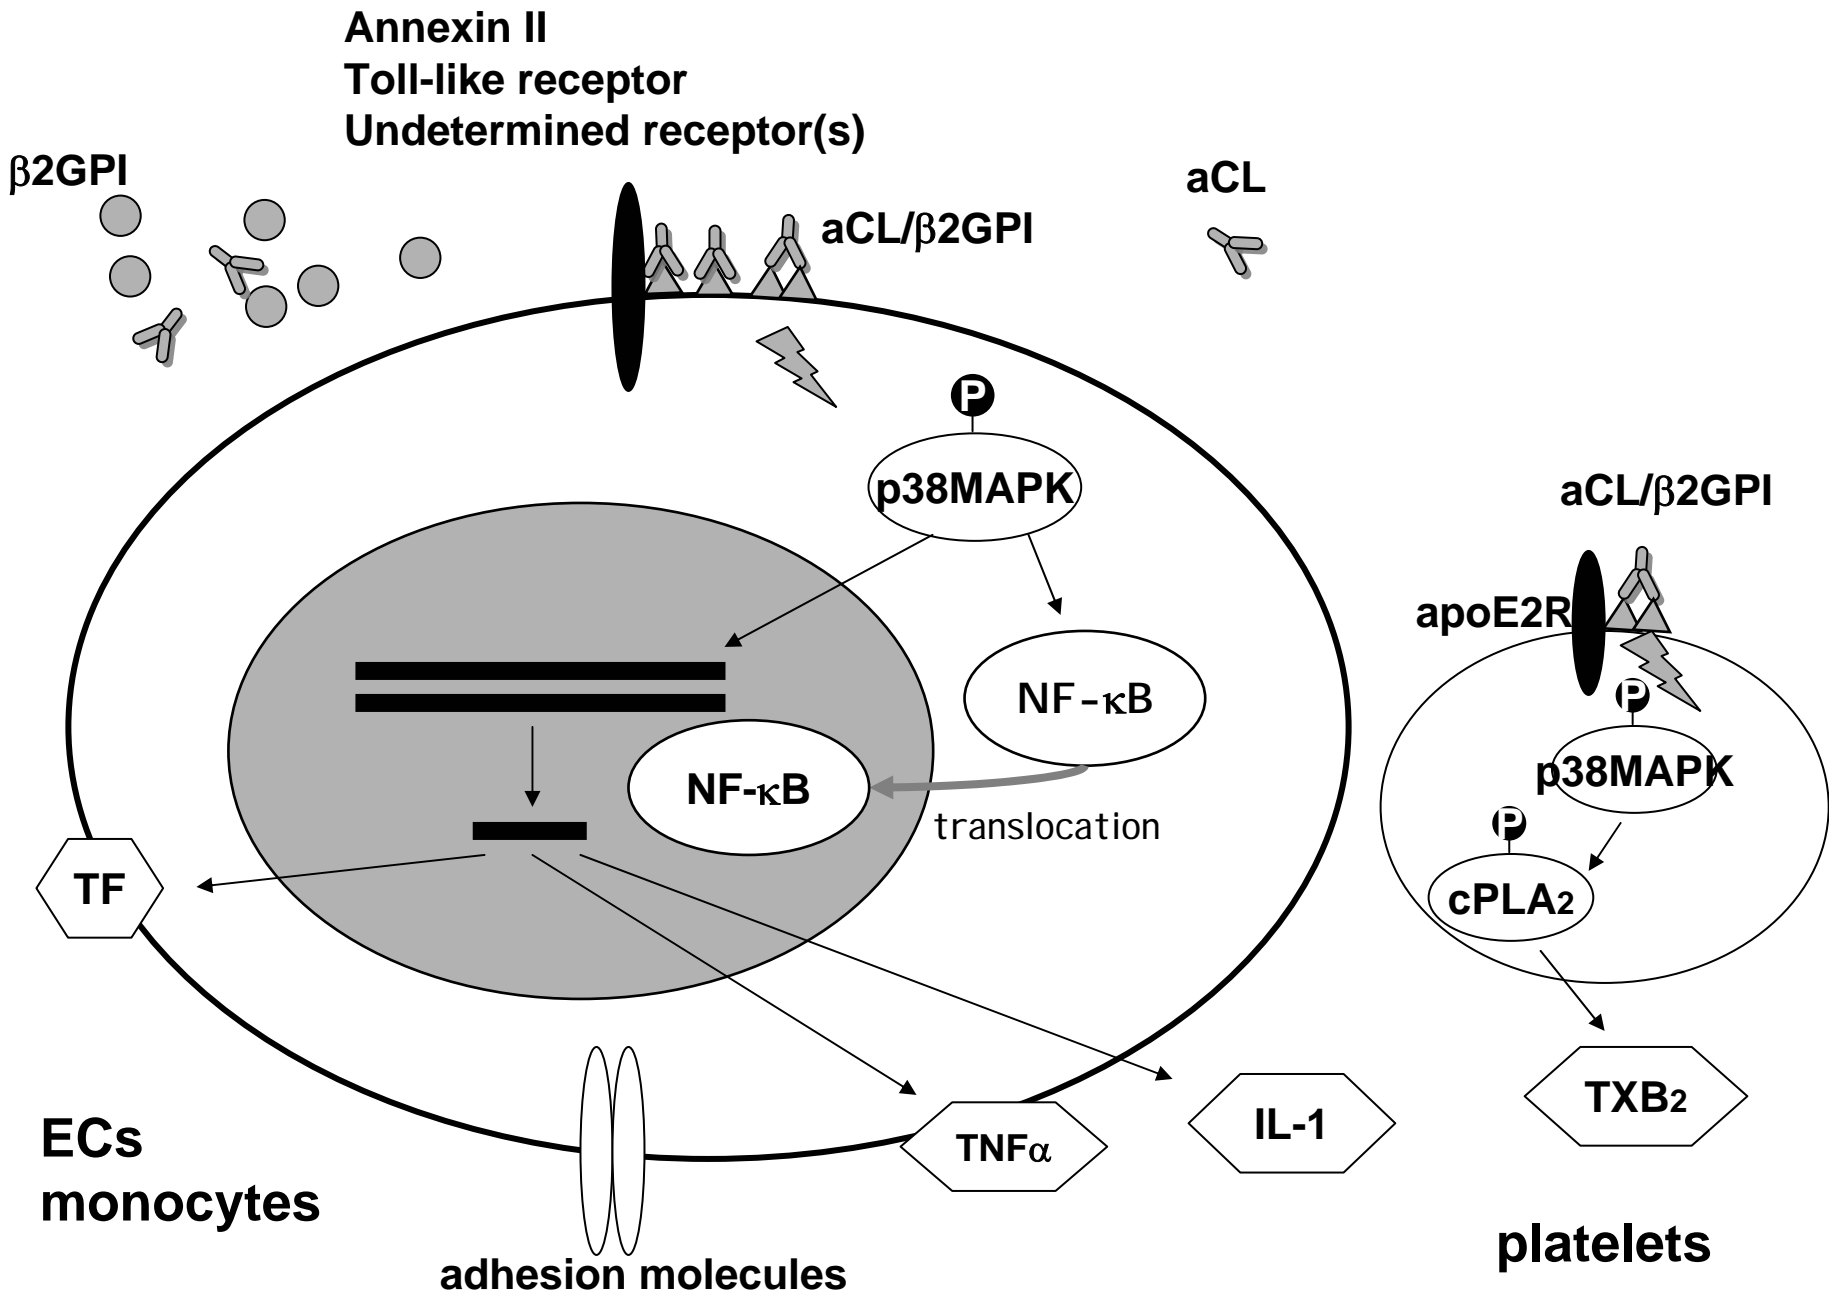 Annexin II
Toll-like receptor
Undetermined receptor(s)
β2GPI
aCL
aCL/β2GPI
P
p38MAPK
aCL/β2GPI
apoE2R
NF-κB
P
NF-κB
p38MAPK
translocation
P
TF
cPLA2
TXB2
IL-1
TNFα
ECs
monocytes
platelets
adhesion molecules